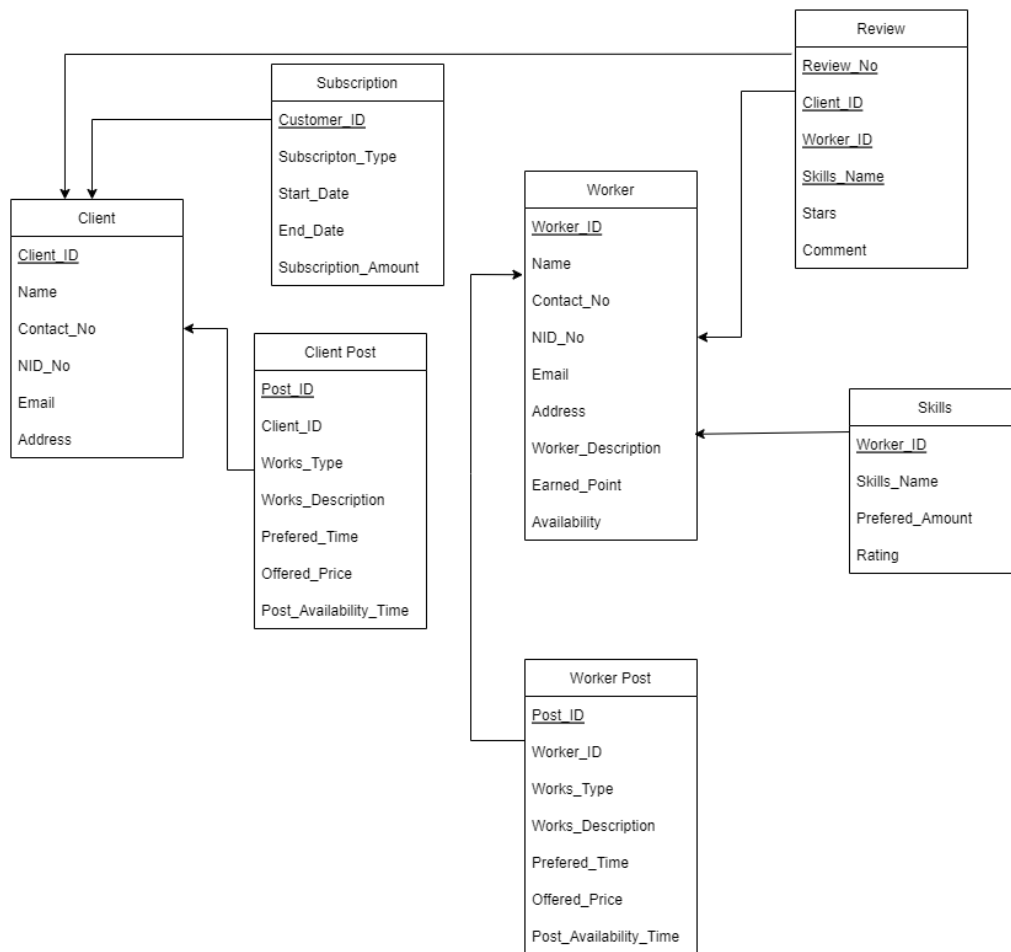 Review
Review_No
Client_ID
Worker_ID
Skills_Name
Stars
Comment
Subscription
Customer_ID
Subscripton_Type
Start_Date
End_Date
Subscription_Amount
Client
Client_ID
Name
Contact_No
NID_No
Email
Address
Worker
Worker_ID
Name
Contact_No
NID_No
Email
Address
Worker_Description
Earned_Point
Availability
Client Post
Post_ID
Client_ID
Works_Type
Works_Description
Prefered_Time
Offered_Price
Post_Availability_Time
Skills
Worker_ID
Skills_Name
Prefered_Amount
Rating
Worker Post
Post_ID
Worker_ID
Works_Type
Works_Description
Prefered_Time
Offered_Price
Post_Availability_Time